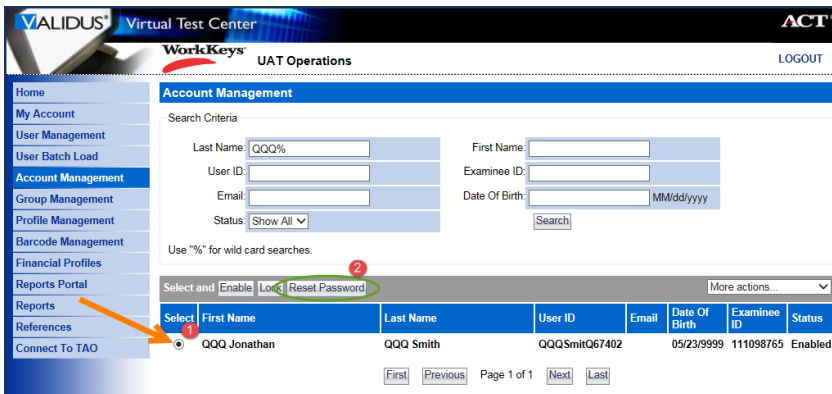 VALIDUS® Virtual Test Center ACT®
WorkKeys® UAT Operations LOGOUT
Home
My Account
User Management
User Batch Load
Account Management
Group Management
Profile Management
Barcode Management
Financial Profiles
Reports Portal
Reports
References
Connect To TAO
Account Management
Search Criteria
Last Name: QQQ% First Name:
User ID: Examinee ID:
Email: Date Of Birth: MM/dd/yyyy
Status: Show All Search
Use "%" for wild card searches.
2
Select and Enable Lock Reset Password More actions...
Select First Name Last Name User ID Email Date Of Birth Examinee ID Status
1
QQQ Jonathan QQQ Smith QQQSmitQ67402 05/23/9999 111098765 Enabled
First Previous Page 1 of 1 Next Last